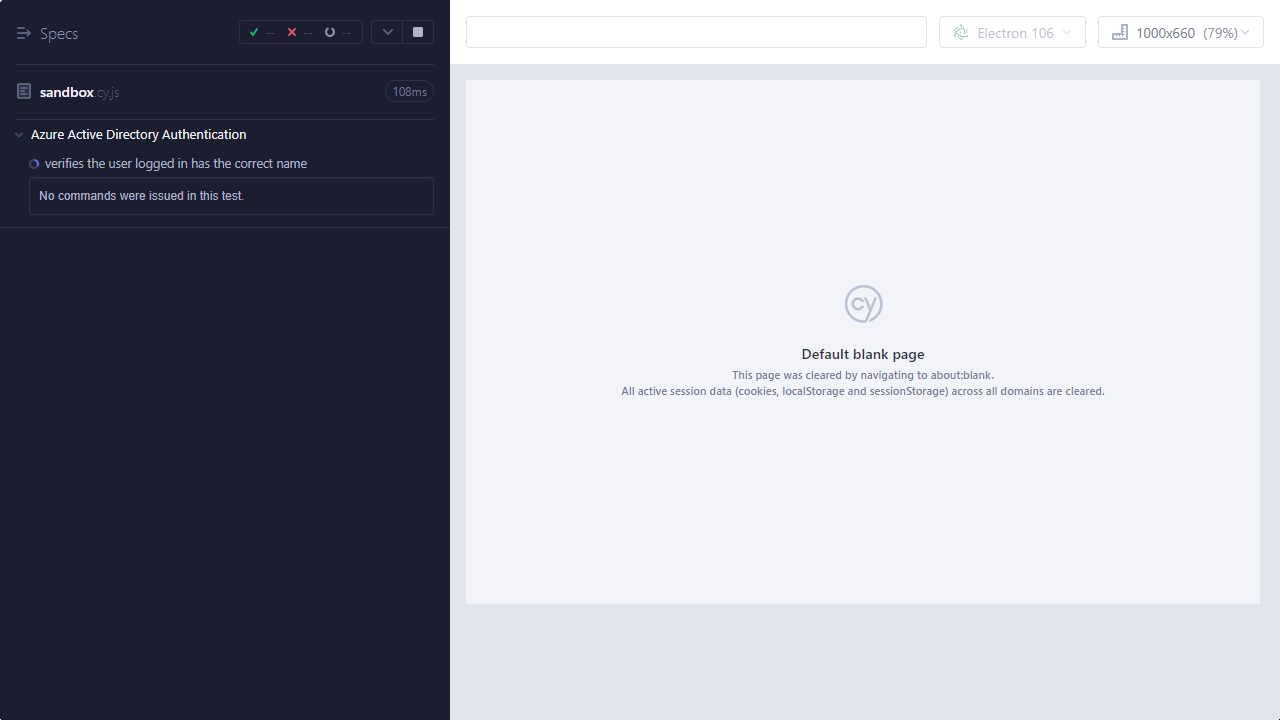 Specs
--
--
--
Electron 106
1000x660 (79%)
sandbox.cy.js
108ms
Azure Active Directory Authentication
verifies the user logged in has the correct name
No commands were issued in this test.
cy
Default blank page
This page was cleared by navigating to about:blank.
All active session data (cookies, localStorage and sessionStorage) across all domains are cleared.